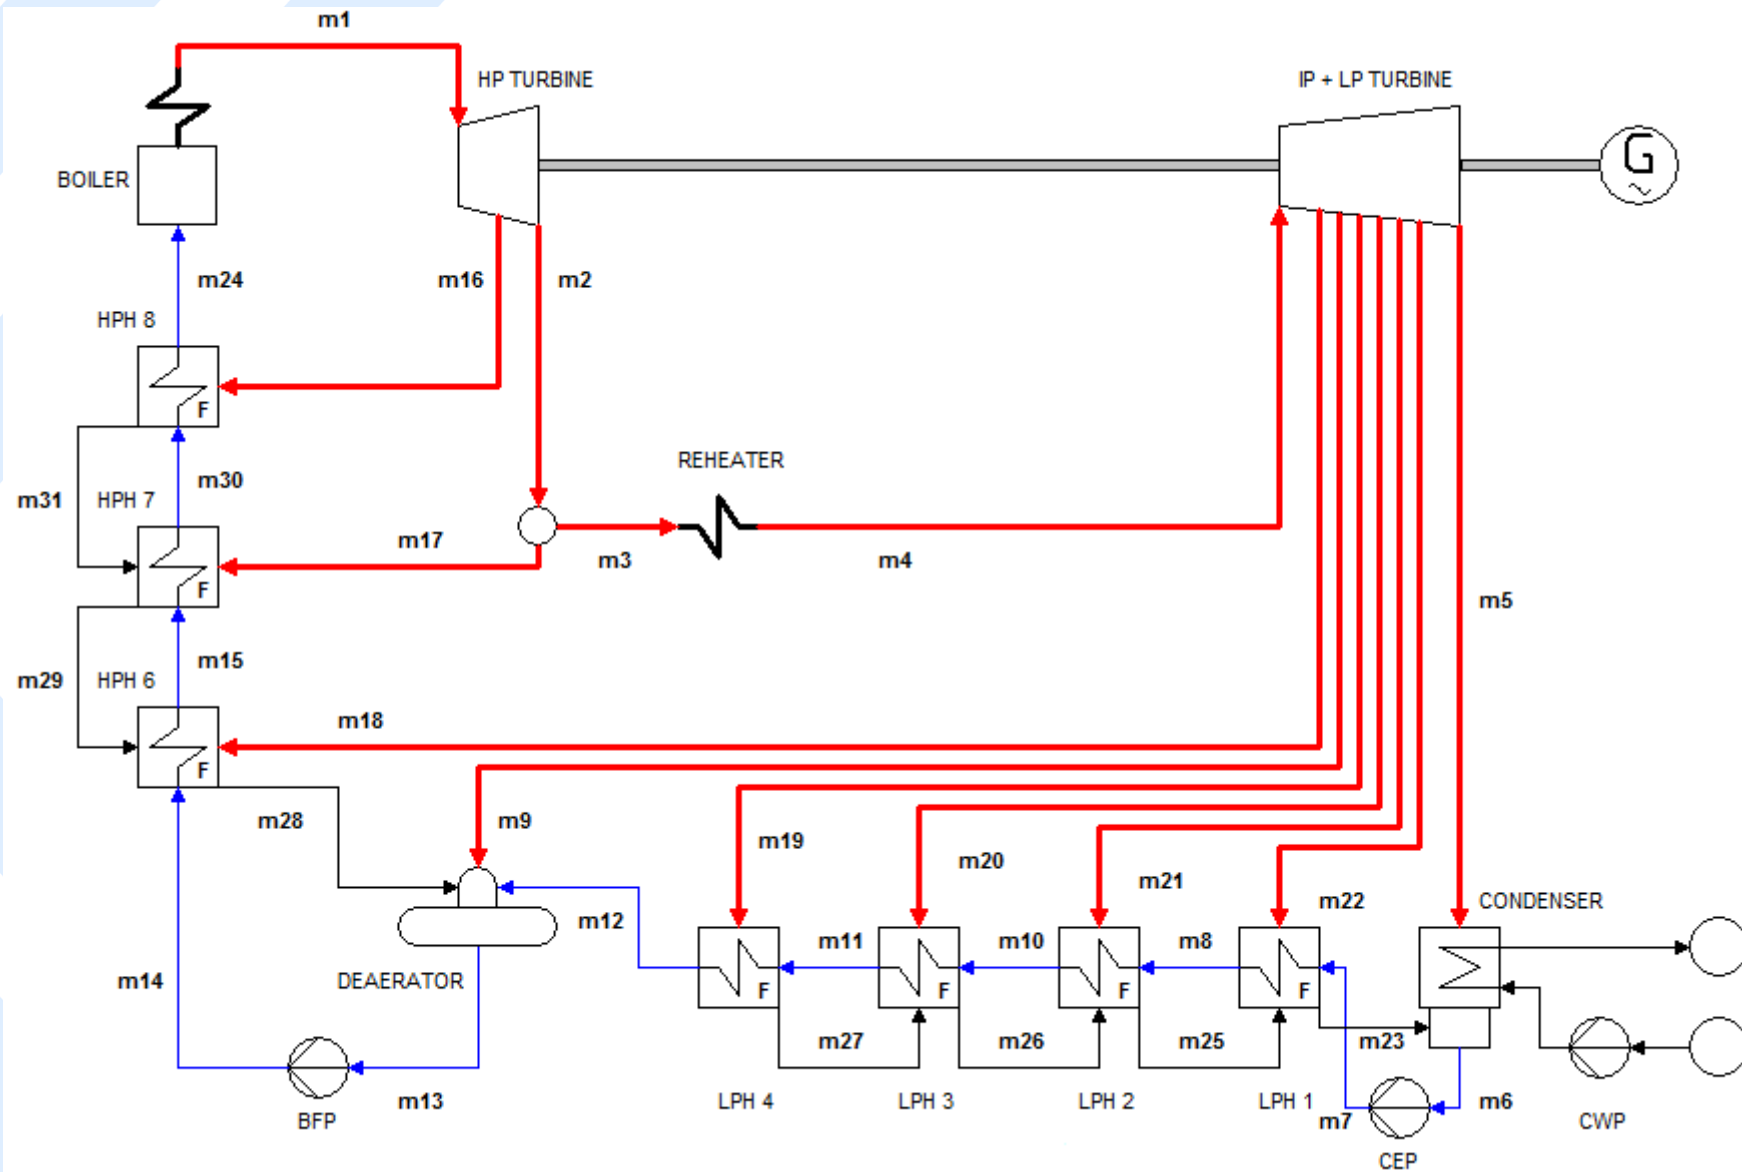 m1
HP TURBINE
IP + LP TURBINE
G
~
BOILER
m24
m16
m2
HPH 8
F
REHEATER
m30
m31
HPH 7
m17
m3
m4
F
m5
m15
m29
HPH 6
m18
F
m28
m9
m19
m20
m21
m22
CONDENSER
m12
m11
m10
m8
m14
DEAERATOR
F
F
F
F
m27
m26
m25
m23
BFP
m13
LPH 4
LPH 3
LPH 2
LPH 1
m7
m6
CWP
CEP